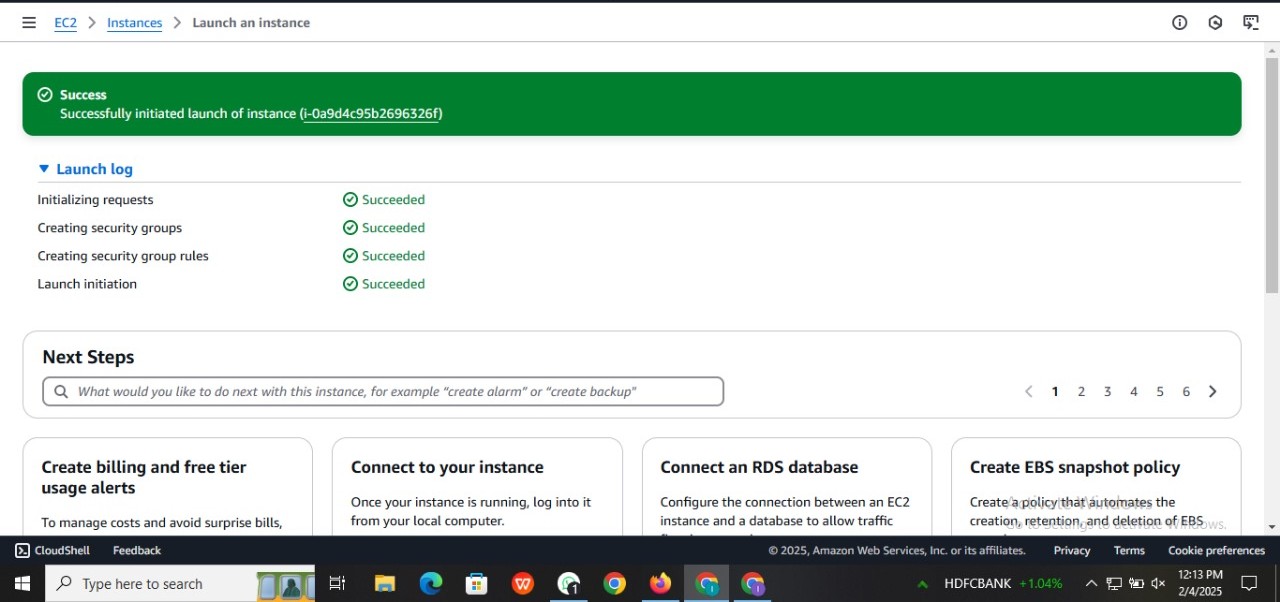 EC2 > Instances > Launch an instance
Success
Successfully initiated launch of instance (i-0a9d4c95b2696326f)
Launch log
Initializing requests Succeeded
Creating security groups Succeeded
Creating security group rules Succeeded
Launch initiation Succeeded
Next Steps
What would you like to do next with this instance, for example “create alarm” or “create backup”
1 2 3 4 5 6
Create billing and free tier
usage alerts
To manage costs and avoid surprise bills,
Connect to your instance
Once your instance is running, log into it
from your local computer.
Connect an RDS database
Configure the connection between an EC2
instance and a database to allow traffic
Create EBS snapshot policy
Create a policy that automates the
creation, retention, and deletion of EBS
Activate Windows
Go to Settings to activate Windows.
CloudShell Feedback © 2025, Amazon Web Services, Inc. or its affiliates. Privacy Terms Cookie preferences
Type here to search
HDFCBANK +1.04%
12:13 PM
2/4/2025